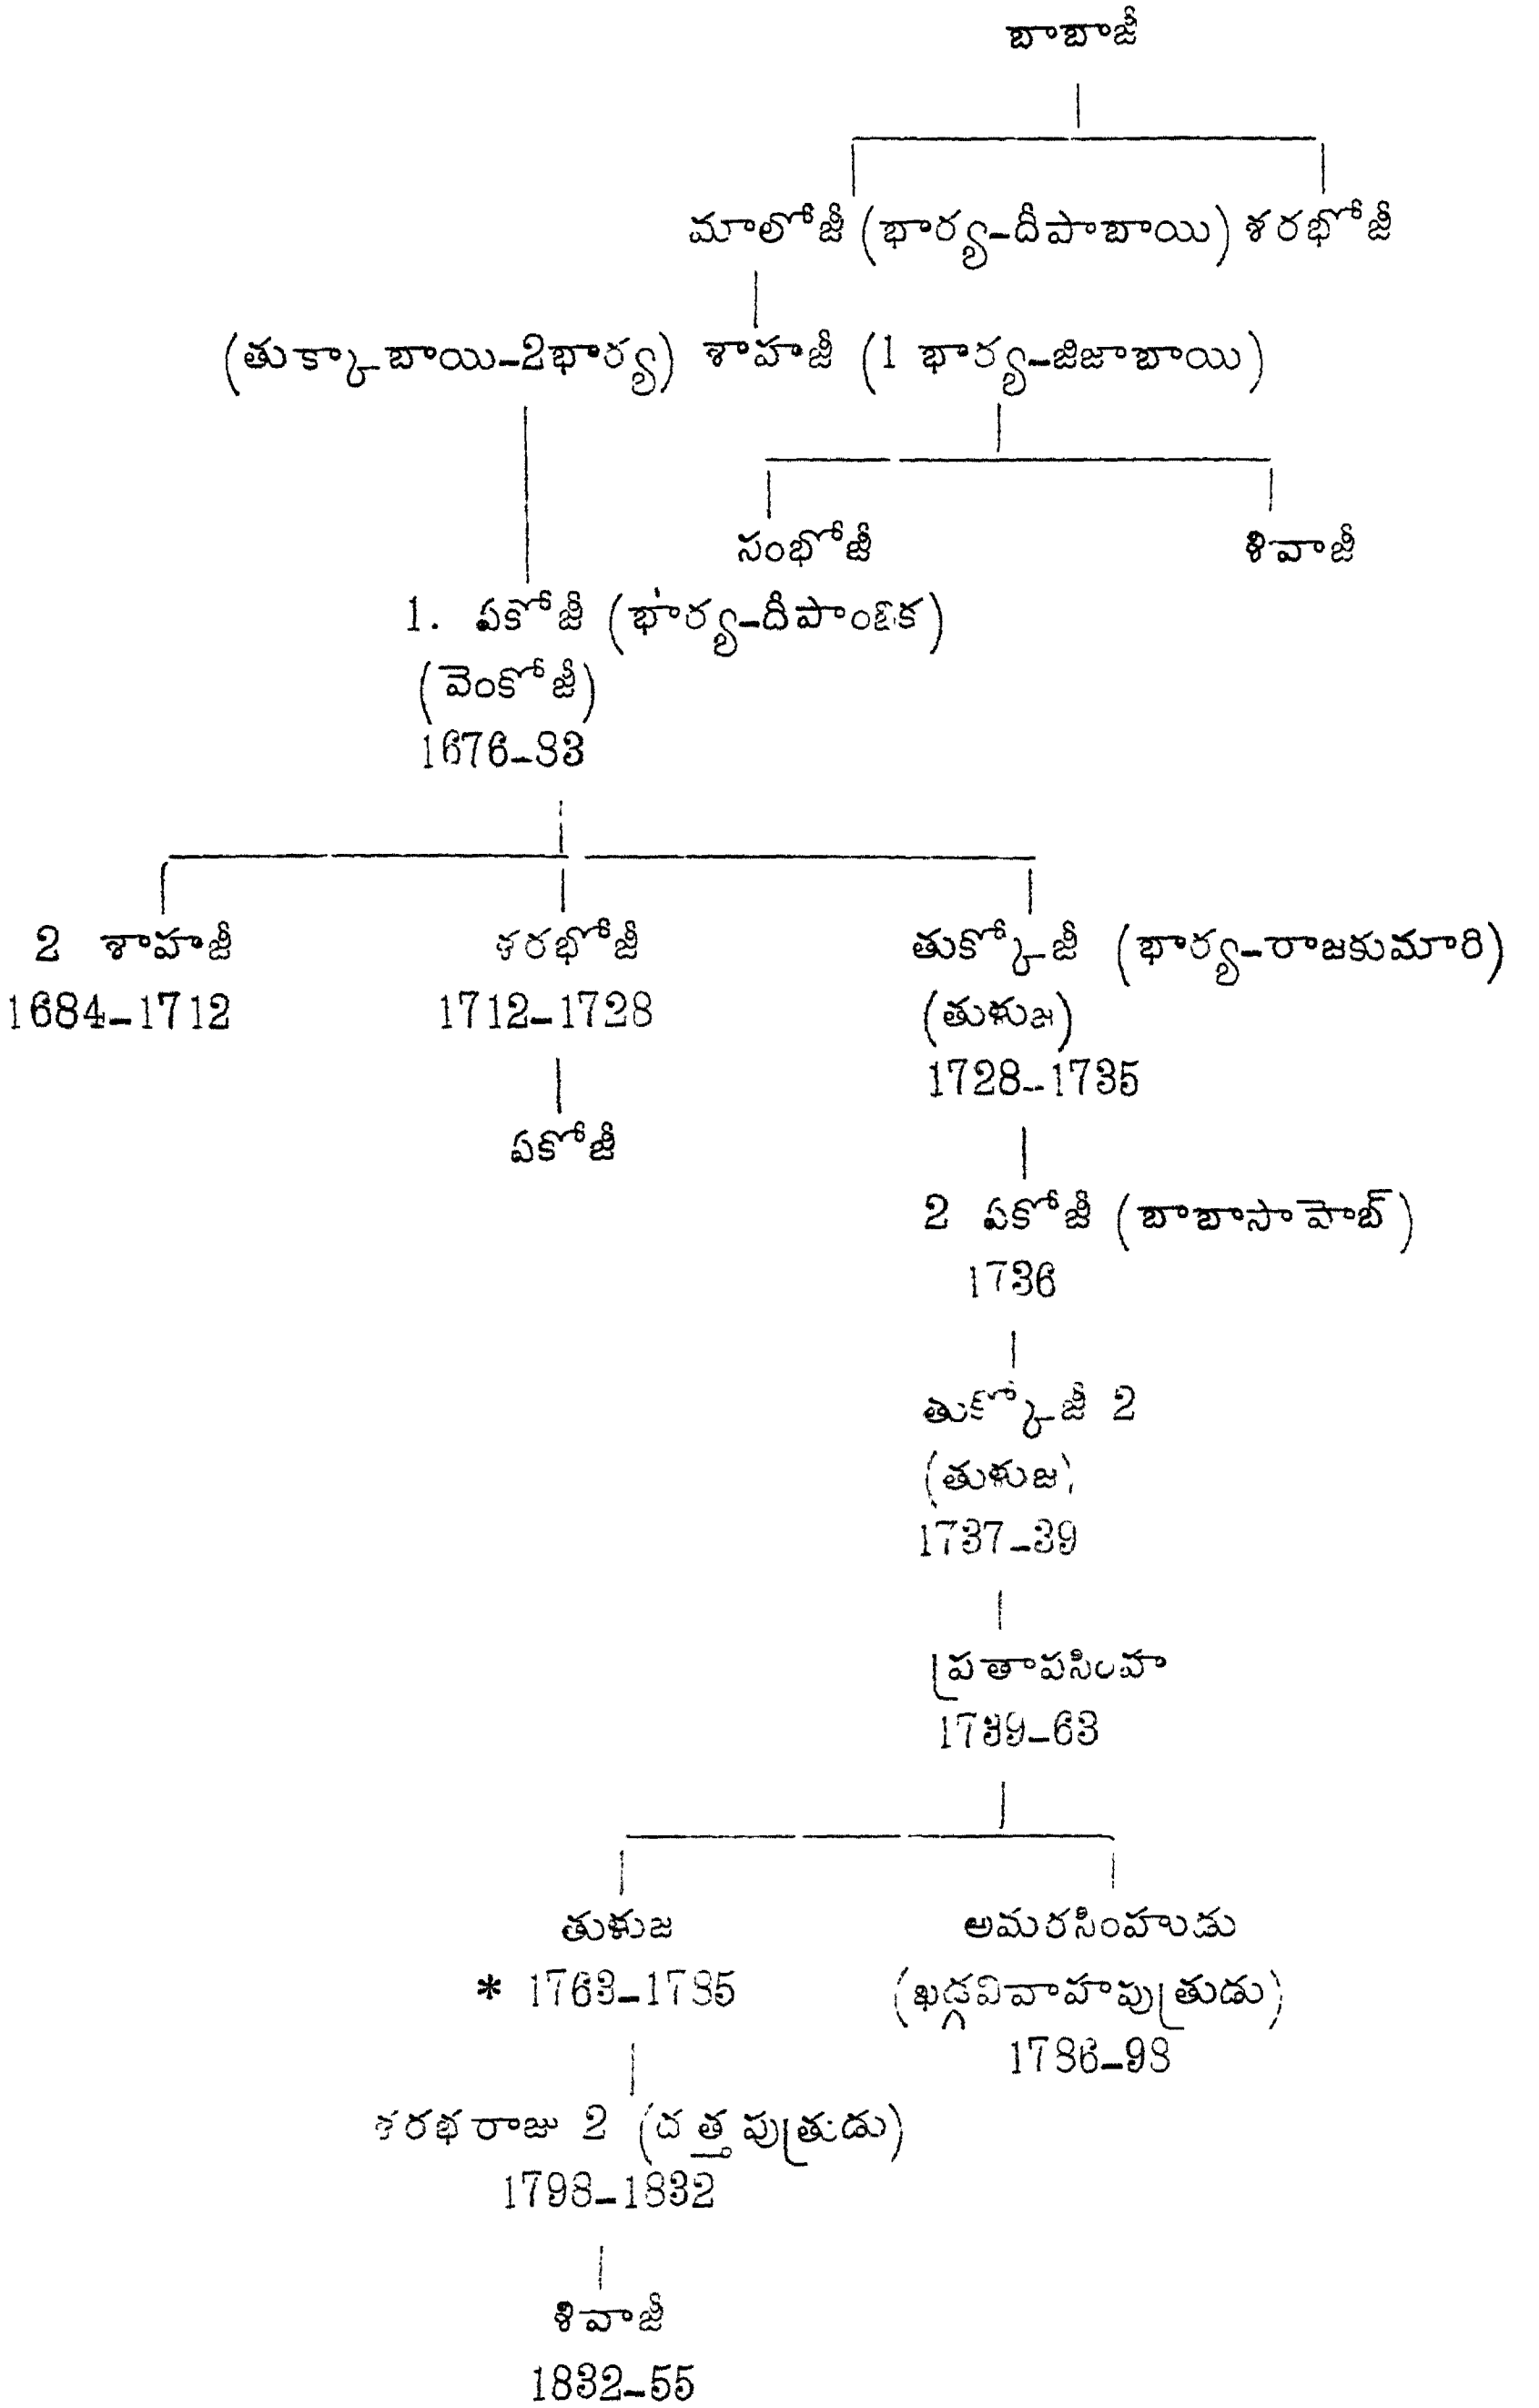 బాబాజీ
మాలోజీ (భార్య-దీపాబాయి) శరభోజీ
(తుక్కాబాయి-2భార్య) శాహజీ (1 భార్య-జిజాబాయి)
సంభోజీ శివాజీ
1. ఏకోజీ (భార్య-దీపాంబిక)
(వెంకోజీ)
1676-83
2 శాహజీ శరభోజీ తుక్కోజీ (భార్య-రాజకుమారి)
1684-1712 1712-1728 (తుళుజ)
1728-1735
ఏకోజీ
2 ఏకోజీ (బాబాసాహెబ్)
1736
తుక్కోజీ 2
(తుళుజ)
1737-39
ప్రతాపసింహ
1739-63
తుళుజ అమరసింహుడు
* 1763-1785 (ఖడ్గవివాహపుత్రుడు)
1786-98
శరభరాజు 2 (దత్తపుత్రుడు)
1798-1832
శివాజీ
1832-55